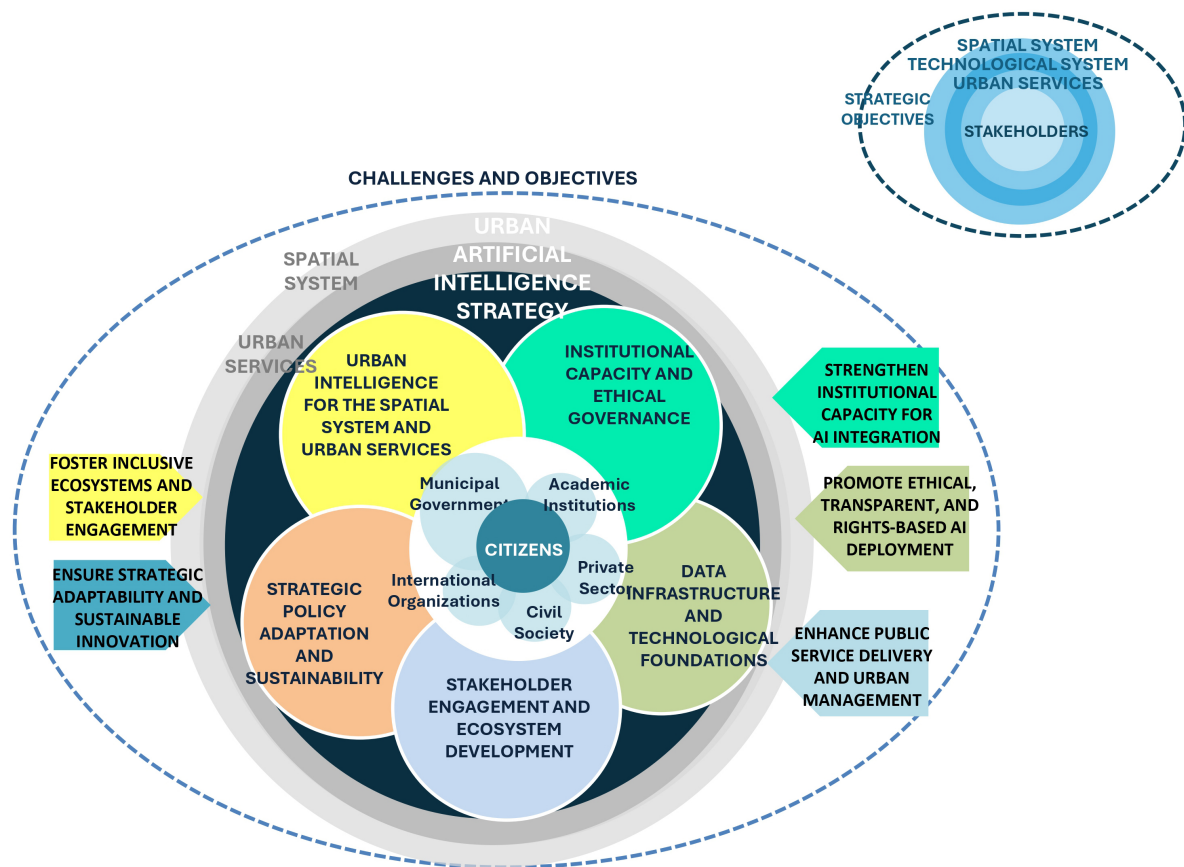 SPATIAL SYSTEM
TECHNOLOGICAL SYSTEM
URBAN SERVICES
STRATEGIC
OBJECTIVES
STAKEHOLDERS
CHALLENGES AND OBJECTIVES
URBAN
ARTIFICIAL
INTELLIGENCE
STRATEGY
SPATIAL
SYSTEM
URBAN
SERVICES
URBAN
INTELLIGENCE
FOR THE SPATIAL
SYSTEM AND
URBAN SERVICES
INSTITUTIONAL
CAPACITY AND
ETHICAL
GOVERNANCE
STRENGTHEN
INSTITUTIONAL
CAPACITY FOR
AI INTEGRATION
FOSTER INCLUSIVE
ECOSYSTEMS AND
STAKEHOLDER
ENGAGEMENT
Municipal
Government
Academic
Institutions
CITIZENS
International
Organizations
Private
Sector
Civil
Society
PROMOTE ETHICAL,
TRANSPARENT, AND
RIGHTS-BASED AI
DEPLOYMENT
ENSURE STRATEGIC
ADAPTABILITY AND
SUSTAINABLE
INNOVATION
STRATEGIC
POLICY
ADAPTATION
AND
SUSTAINABILITY
DATA
INFRASTRUCTURE
AND
TECHNOLOGICAL
FOUNDATIONS
ENHANCE PUBLIC
SERVICE DELIVERY
AND URBAN
MANAGEMENT
STAKEHOLDER
ENGAGEMENT AND
ECOSYSTEM
DEVELOPMENT